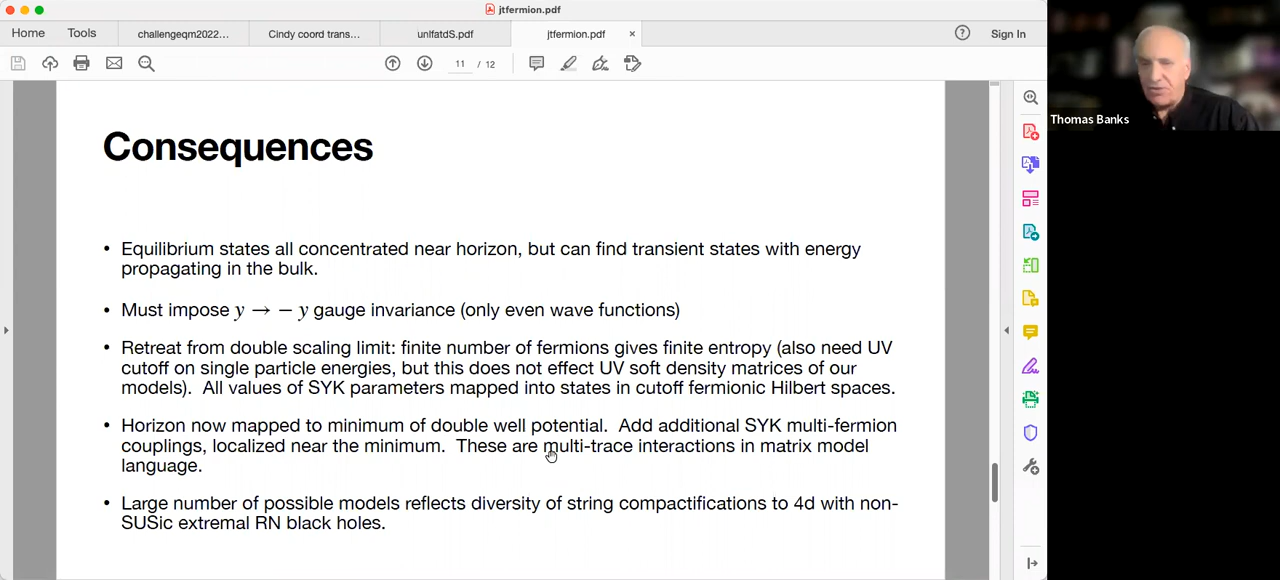 jtfermion.pdf
Home Tools challengeqm2022... Cindy coord trans... unlfatdS.pdf jtfermion.pdf × Sign In
11 / 12
Thomas Banks
Consequences
• Equilibrium states all concentrated near horizon, but can find transient states with energy
propagating in the bulk.
• Must impose y → − y gauge invariance (only even wave functions)
• Retreat from double scaling limit: finite number of fermions gives finite entropy (also need UV
cutoff on single particle energies, but this does not effect UV soft density matrices of our
models). All values of SYK parameters mapped into states in cutoff fermionic Hilbert spaces.
• Horizon now mapped to minimum of double well potential. Add additional SYK multi-fermion
couplings, localized near the minimum. These are multi-trace interactions in matrix model
language.
• Large number of possible models reflects diversity of string compactifications to 4d with non-
SUSic extremal RN black holes.